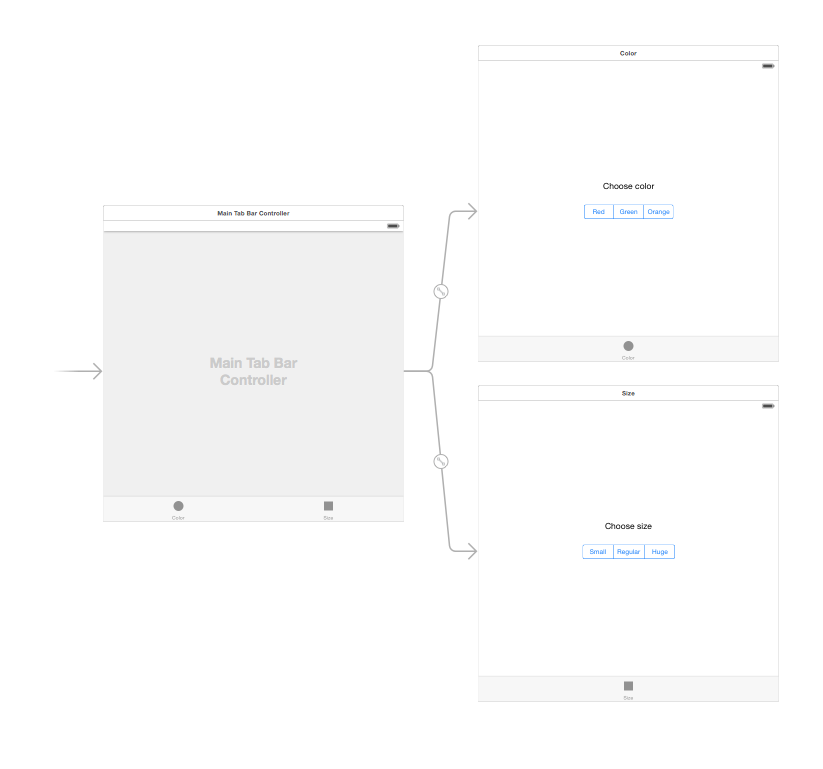 Color
Choose color
Red Green Orange
Color
Main Tab Bar Controller
Main Tab Bar
Controller
Color Size
Size
Choose size
Small Regular Huge
Size